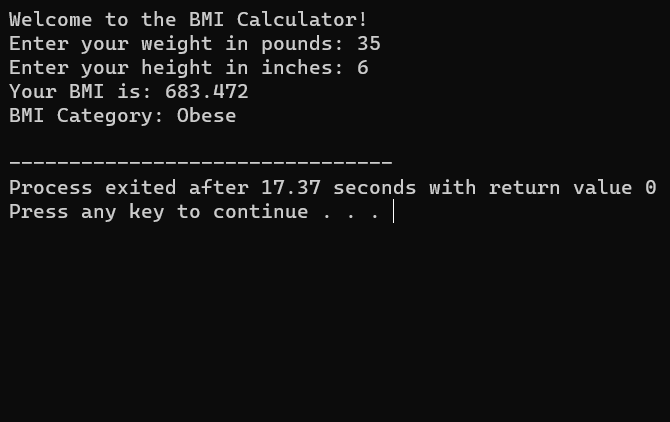 Welcome to the BMI Calculator!
Enter your weight in pounds: 35
Enter your height in inches: 6
Your BMI is: 683.472
BMI Category: Obese
--------------------------------
Process exited after 17.37 seconds with return value 0
Press any key to continue . . .